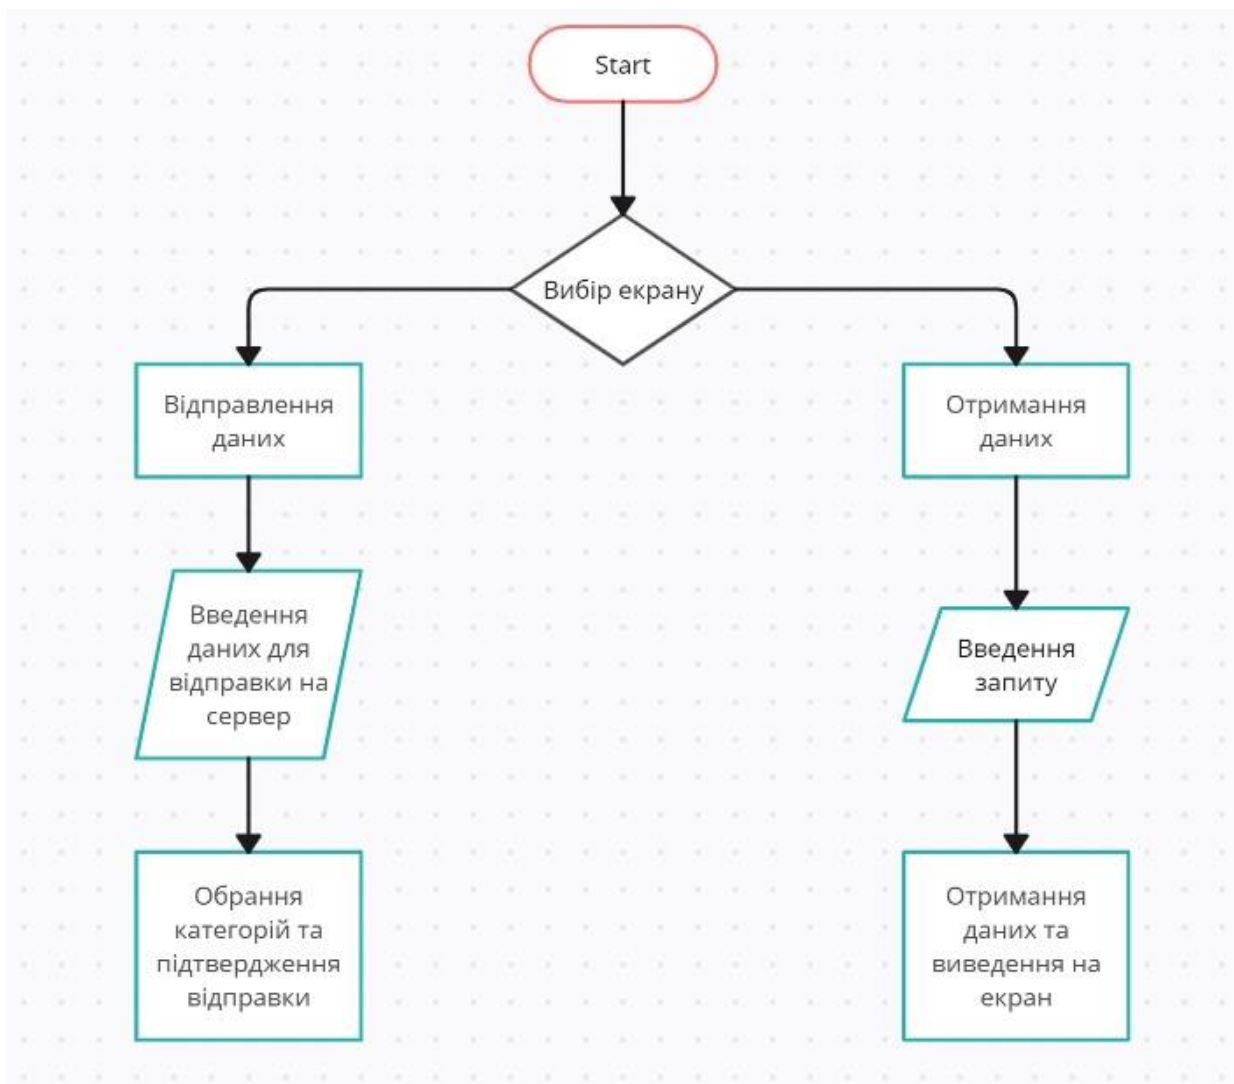 Start
Вибір екрану
Відправлення
даних
Отримання
даних
Введення
даних для
відправки на
сервер
Введення
запиту
Обрання
категорій та
підтвердження
відправки
Отримання
даних та
виведення на
екран